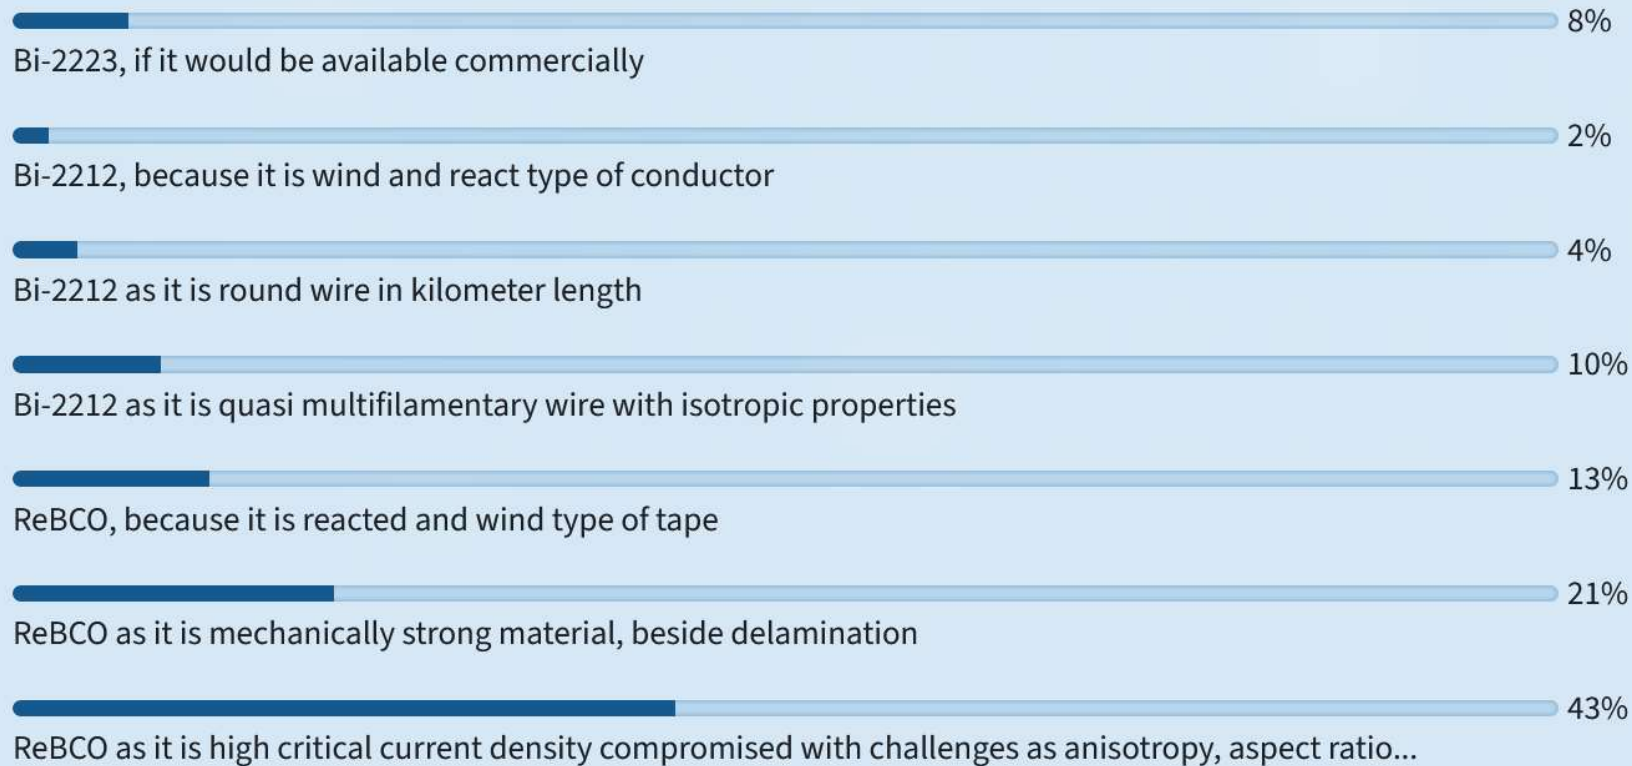 8%
Bi-2223, if it would be available commercially
2%
Bi-2212, because it is wind and react type of conductor
4%
Bi-2212 as it is round wire in kilometer length
10%
Bi-2212 as it is quasi multifilamentary wire with isotropic properties
13%
ReBCO, because it is reacted and wind type of tape
21%
ReBCO as it is mechanically strong material, beside delamination
43%
ReBCO as it is high critical current density compromised with challenges as anisotropy, aspect ratio...